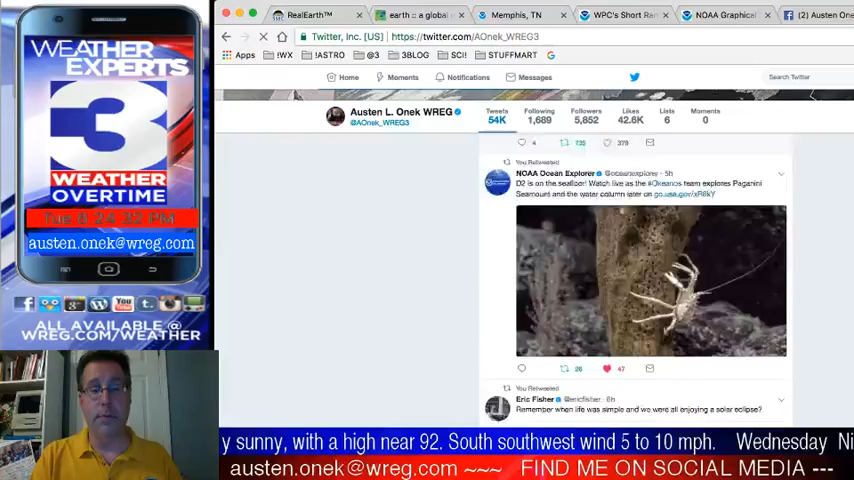 RealEarth™
earth :: a global
Memphis, TN
WPC's Short Ran
NOAA Graphical
Austen One
Twitter, Inc. [US] | https://twitter.com/AOnek_WREG3
Apps !WX !ASTRO @3 3BLOG SCI! STUFFMART
Home Moments Notifications Messages
Search Twitter
Austen L. Onek WREG
@AOnek_WREG3
Tweets Following Followers Likes Lists Moments
54K 1,689 5,852 42.6K 6 0
4 735 379
You Retweeted
NOAA Ocean Explorer @oceanexplorer · 5h
D2 is on the seafloor! Watch live as the #Okeanos team explores Paganini
Seamount and the water column later on go.usa.gov/xR8kY
26 47
You Retweeted
Eric Fisher @ericfisher · 6h
Remember when life was simple and we were all enjoying a solar eclipse?
WEATHER
EXPERTS
3
WEATHER
OVERTIME
Tue 8 24 32 PM
austen.onek@wreg.com
ALL AVAILABLE @
WREG.COM/WEATHER
y sunny, with a high near 92. South southwest wind 5 to 10 mph. Wednesday Ni
austen.onek@wreg.com ~~~ FIND ME ON SOCIAL MEDIA ---